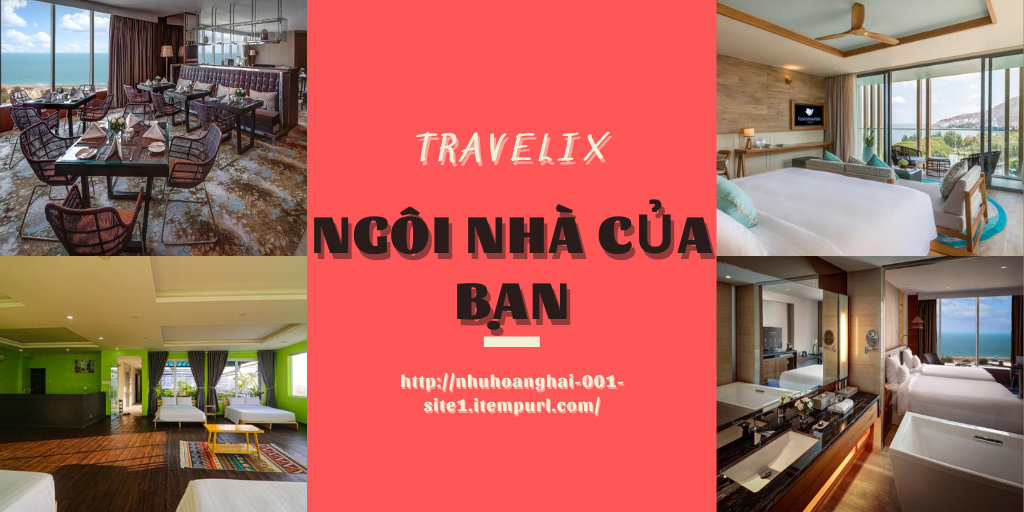 TRAVELIX
NGÔI NHÀ CỦA
BẠN
http://nhuhoanghai-001-
site1.itempurl.com/